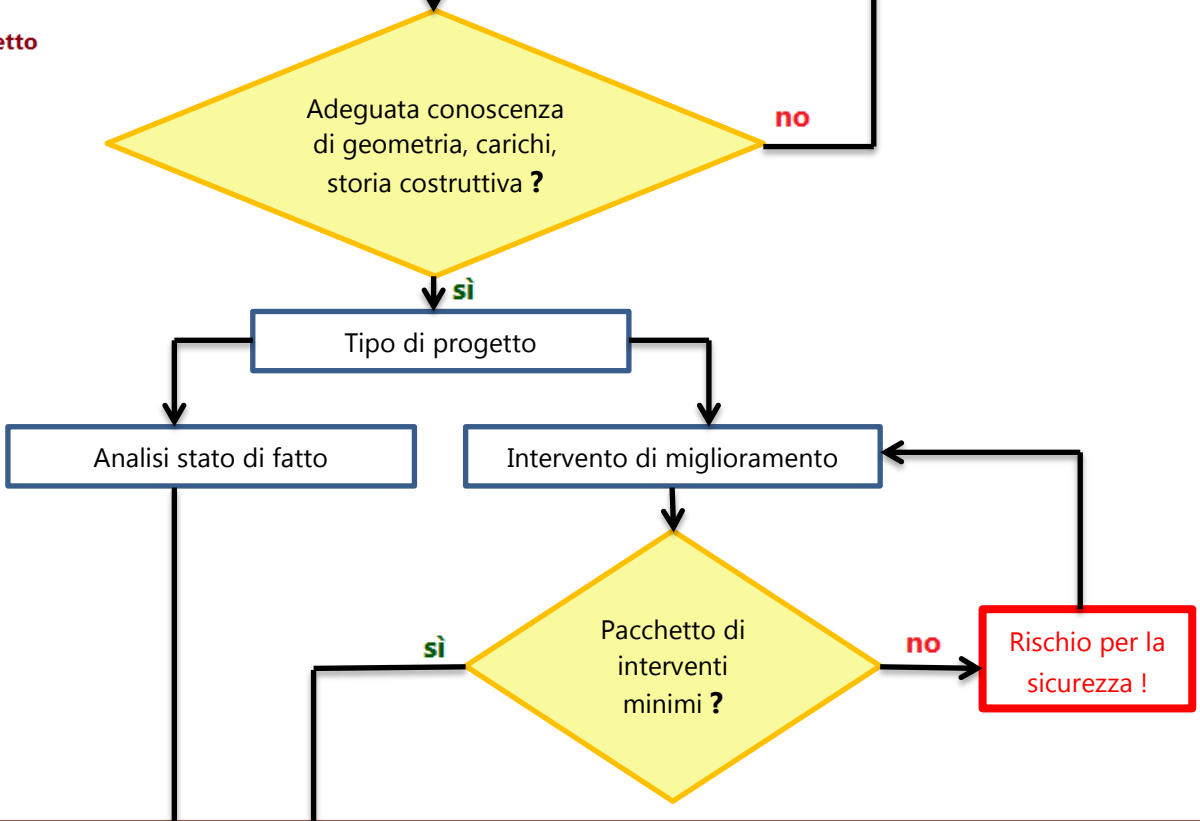 etto
Adeguata conoscenza
di geometria, carichi,
storia costruttiva ?
no
sì
Tipo di progetto
Analisi stato di fatto
Intervento di miglioramento
Pacchetto di
interventi
minimi ?
sì
no
Rischio per la
sicurezza !